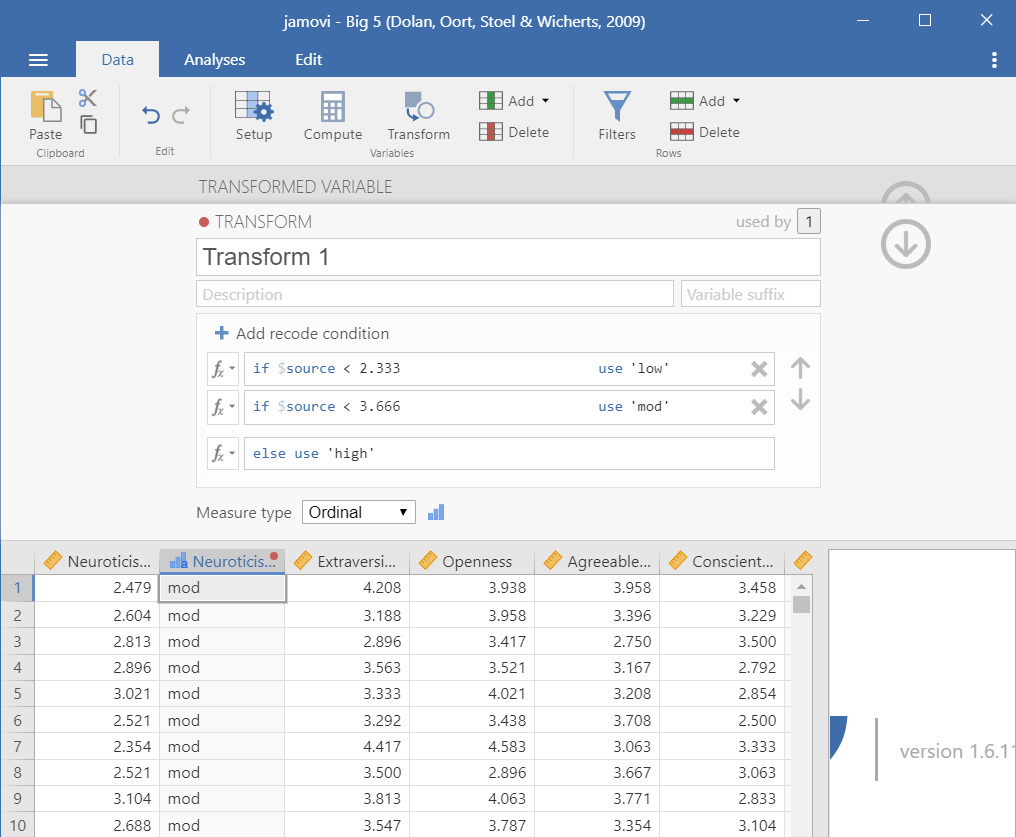 jamovi - Big 5 (Dolan, Oort, Stoel & Wicherts, 2009)
Data Analyses Edit
Paste
Clipboard
Edit
Setup Compute Transform Add Delete
Variables
Filters Add Delete
Rows
TRANSFORMED VARIABLE
TRANSFORM used by 1
Transform 1
Description Variable suffix
Add recode condition
fx if $source < 2.333 use 'low'
fx if $source < 3.666 use 'mod'
fx else use 'high'
Measure type Ordinal
Neuroticis... Neuroticis... Extraversi... Openness Agreeable... Conscient...
1 2.479 mod 4.208 3.938 3.958 3.458
2 2.604 mod 3.188 3.958 3.396 3.229
3 2.813 mod 2.896 3.417 2.750 3.500
4 2.896 mod 3.563 3.521 3.167 2.792
5 3.021 mod 3.333 4.021 3.208 2.854
6 2.521 mod 3.292 3.438 3.708 2.500
7 2.354 mod 4.417 4.583 3.063 3.333
8 2.521 mod 3.500 2.896 3.667 3.063
9 3.104 mod 3.813 4.063 3.771 2.833
10 2.688 mod 3.547 3.787 3.354 3.104
version 1.6.1